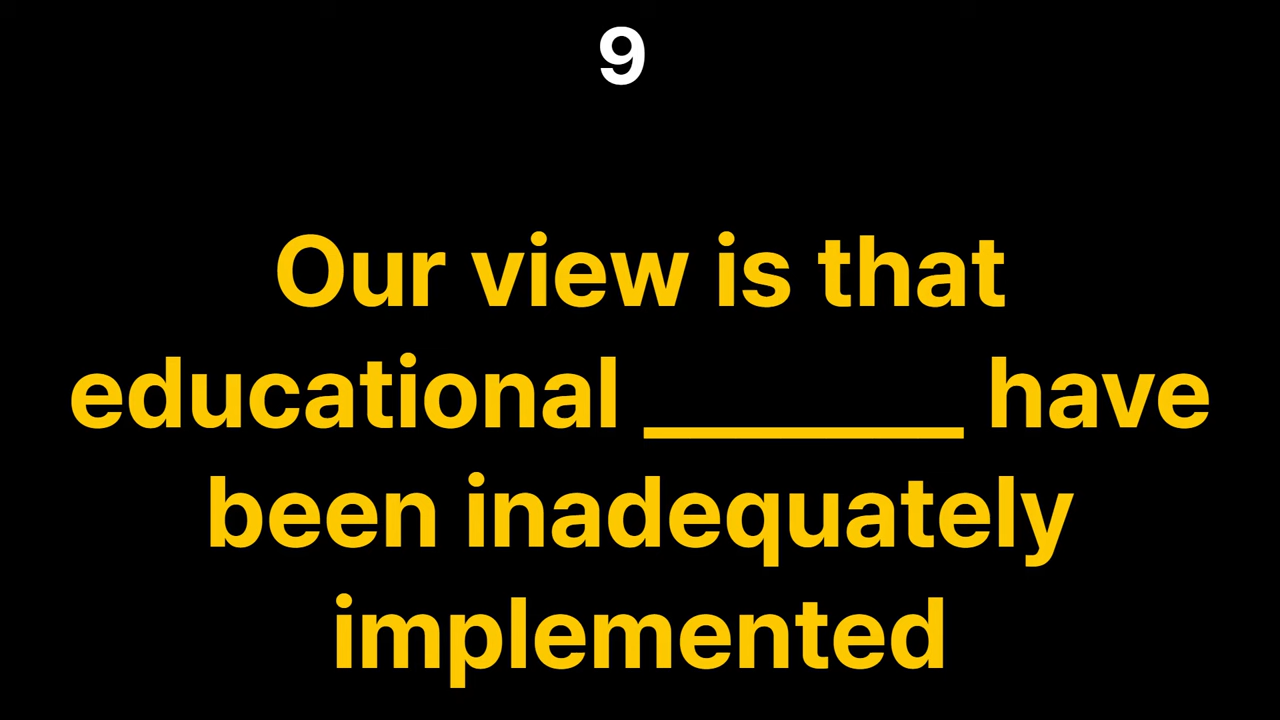 9
Our view is that
educational ________ have
been inadequately
implemented